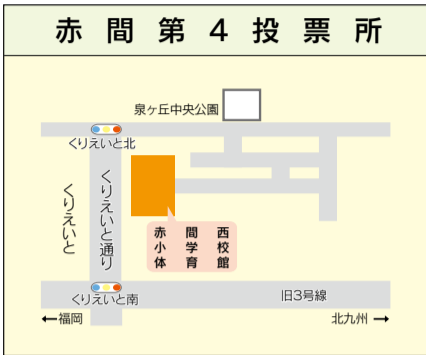 赤間第4投票所
泉ヶ丘中央公園
くりえいと北
くりえいと
くりえいと通り
赤間西
小学校
体育館
くりえいと南
旧3号線
←福岡
北九州→